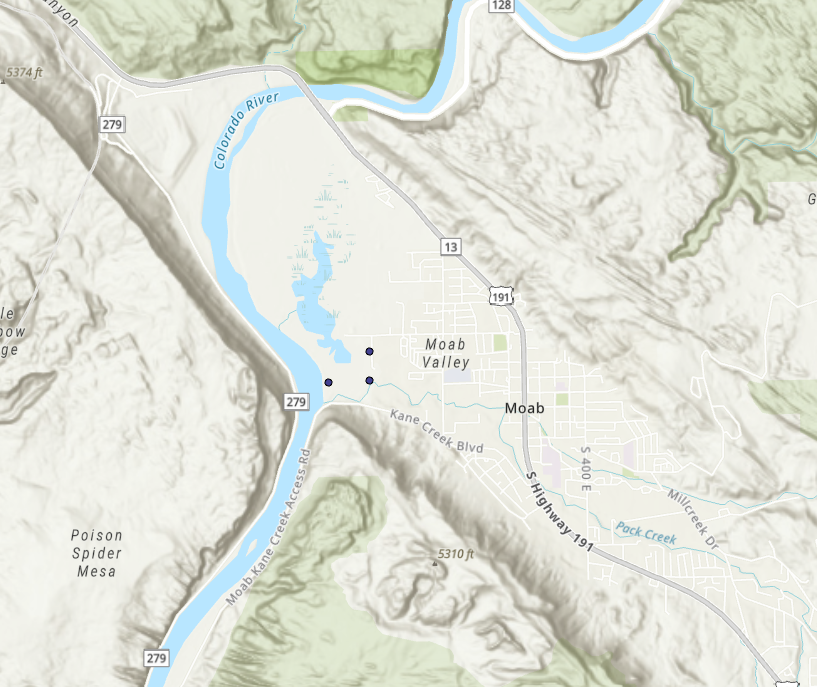 128
5374 ft
279
Colorado River
13
191
Moab
Valley
279
Moab
Kane Creek Blvd
S 400 E
S Highway 191
Millcreek Dr
Pack Creek
Moab Kane Creek Access Rd
Poison
Spider
Mesa
5310 ft
279